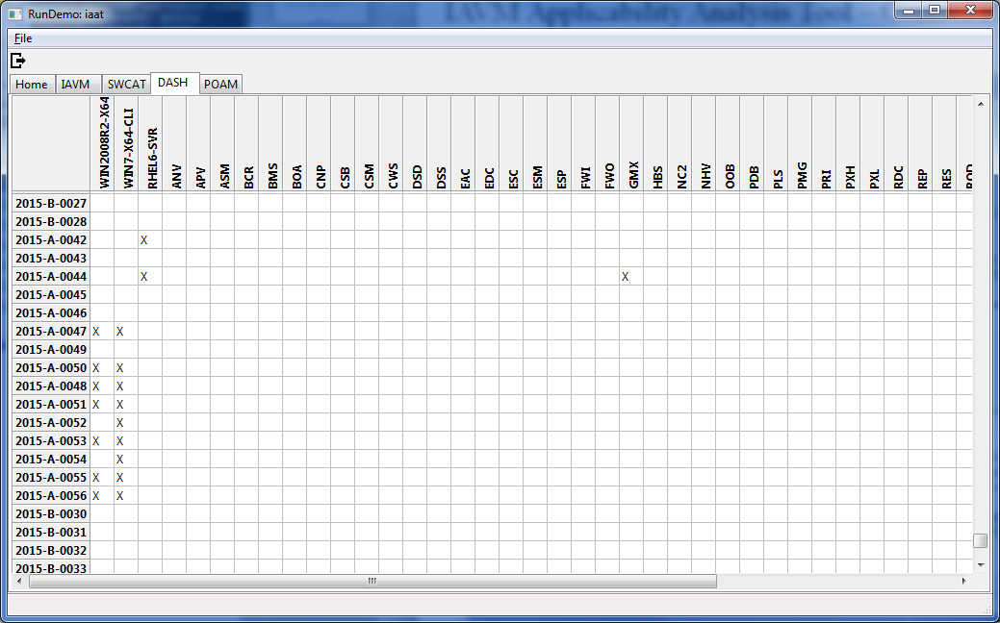 IAVM Applicability Analysis Tool –
RunDemo: iaat
File
Home IAVM SWCAT DASH POAM
WIN2008R2-X64 WIN7-X64-CLI RHEL6-SVR ANV APV ASM BCR BMS BOA CNP CSB CSM CWS DSD DSS EAC EDC ESC ESM ESP FWI FWO GMX HBS NC2 NHV OOB PDB PLS PMG PRI PXH PXL RDC REP RES
2015-B-0027
2015-B-0028
2015-A-0042 X
2015-A-0043
2015-A-0044 X X
2015-A-0045
2015-A-0046
2015-A-0047 X X
2015-A-0049
2015-A-0050 X X
2015-A-0048 X X
2015-A-0051 X X
2015-A-0052 X
2015-A-0053 X X
2015-A-0054 X
2015-A-0055 X X
2015-A-0056 X X
2015-B-0030
2015-B-0031
2015-B-0032
2015-B-0033